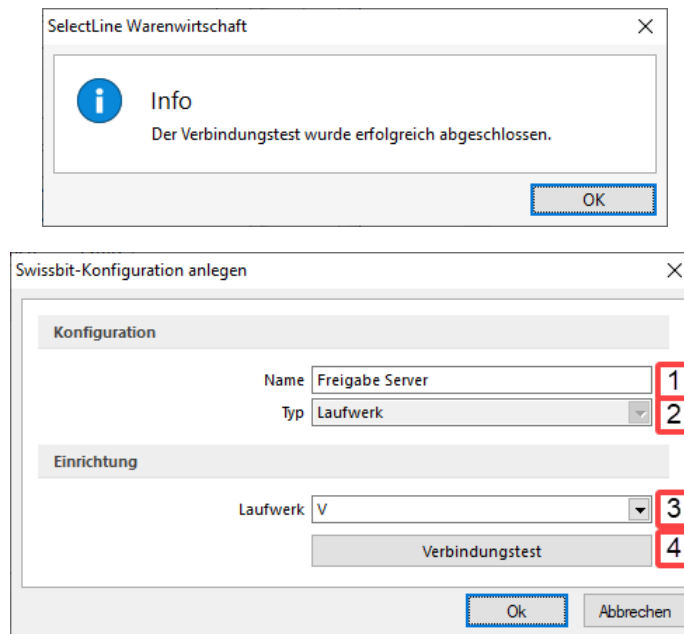 SelectLine Warenwirtschaft
Info
Der Verbindungstest wurde erfolgreich abgeschlossen.
OK
Swissbit-Konfiguration anlegen
Konfiguration
Name Freigabe Server 1
Typ Laufwerk 2
Einrichtung
Laufwerk V 3
Verbindungstest 4
Ok Abbrechen